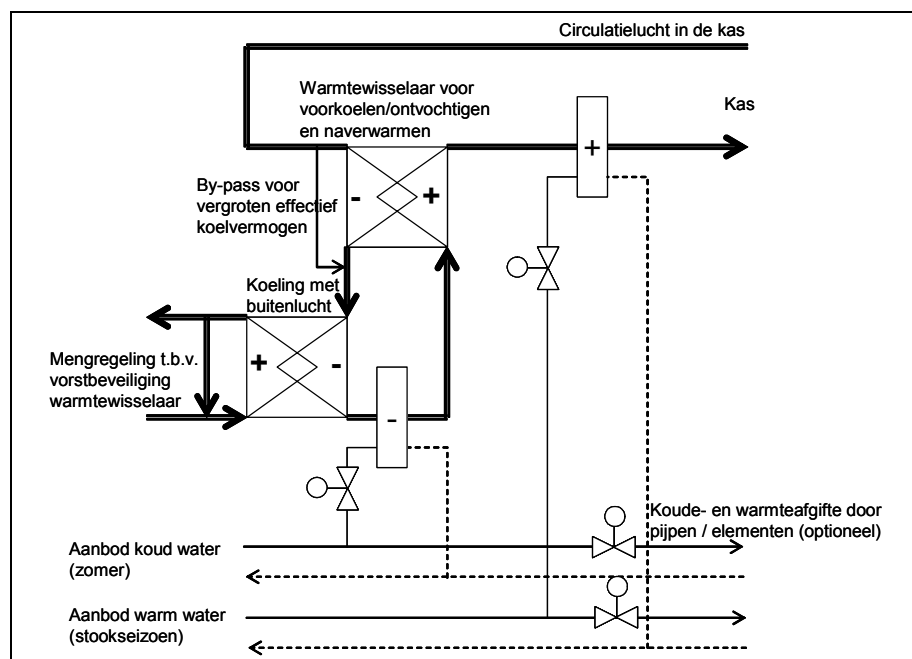 Circulatielucht in de kas
Warmtewisselaar voor
voorkoelen/ontvochtigen
en naverwarmen
Kas
+
By-pass voor
vergroten effectief
koelvermogen
- +
Koeling met
buitenlucht
Mengregeling t.b.v.
vorstbeveiliging
warmtewisselaar
+ -
-
Koude- en warmteafgifte door
pijpen / elementen (optioneel)
Aanbod koud water
(zomer)
Aanbod warm water
(stookseizoen)